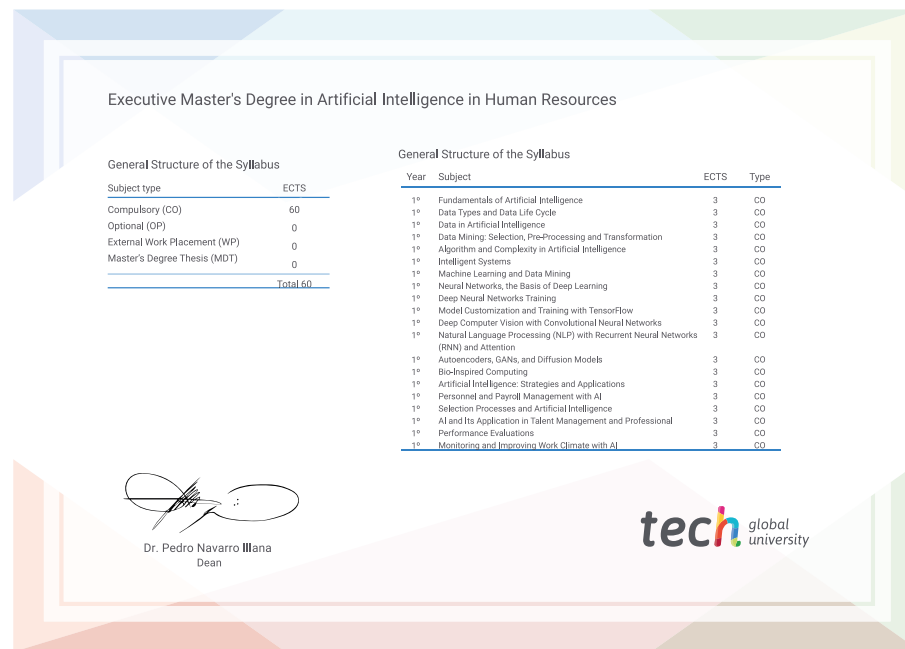 Executive Master's Degree in Artificial Intelligence in Human Resources
General Structure of the Syllabus
Subject type ECTS
Compulsory (CO) 60
Optional (OP) 0
External Work Placement (WP) 0
Master's Degree Thesis (MDT) 0
Total 60
General Structure of the Syllabus
Year Subject ECTS Type
1º Fundamentals of Artificial Intelligence 3 CO
1º Data Types and Data Life Cycle 3 CO
1º Data in Artificial Intelligence 3 CO
1º Data Mining: Selection, Pre-Processing and Transformation 3 CO
1º Algorithm and Complexity in Artificial Intelligence 3 CO
1º Intelligent Systems 3 CO
1º Machine Learning and Data Mining 3 CO
1º Neural Networks, the Basis of Deep Learning 3 CO
1º Deep Neural Networks Training 3 CO
1º Model Customization and Training with TensorFlow 3 CO
1º Deep Computer Vision with Convolutional Neural Networks 3 CO
1º Natural Language Processing (NLP) with Recurrent Neural Networks 3 CO
(RNN) and Attention
1º Autoencoders, GANs, and Diffusion Models 3 CO
1º Bio-Inspired Computing 3 CO
1º Artificial Intelligence: Strategies and Applications 3 CO
1º Personnel and Payroll Management with AI 3 CO
1º Selection Processes and Artificial Intelligence 3 CO
1º AI and Its Application in Talent Management and Professional 3 CO
1º Performance Evaluations 3 CO
1º Monitoring and Improving Work Climate with AI 3 CO
Dr. Pedro Navarro Illana
Dean
tech global
university